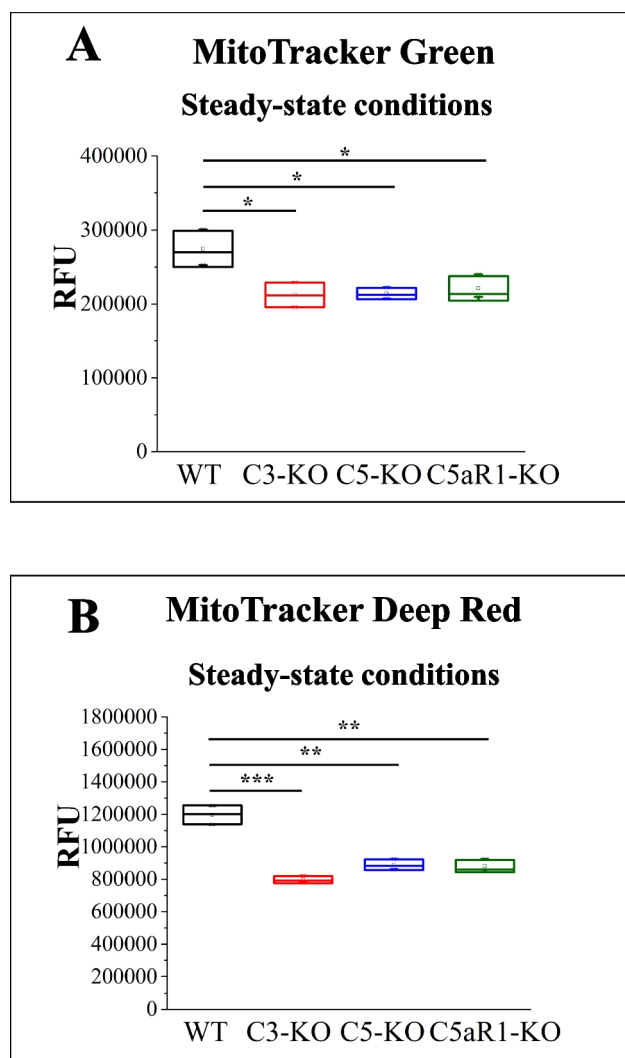 A
MitoTracker Green
Steady-state conditions
RFU
400000
300000
200000
100000
0
*
*
*
WT C3-KO C5-KO C5aR1-KO
B
MitoTracker Deep Red
Steady-state conditions
RFU
1800000
1600000
1400000
1200000
1000000
800000
600000
400000
200000
0
**
**
***
WT C3-KO C5-KO C5aR1-KO